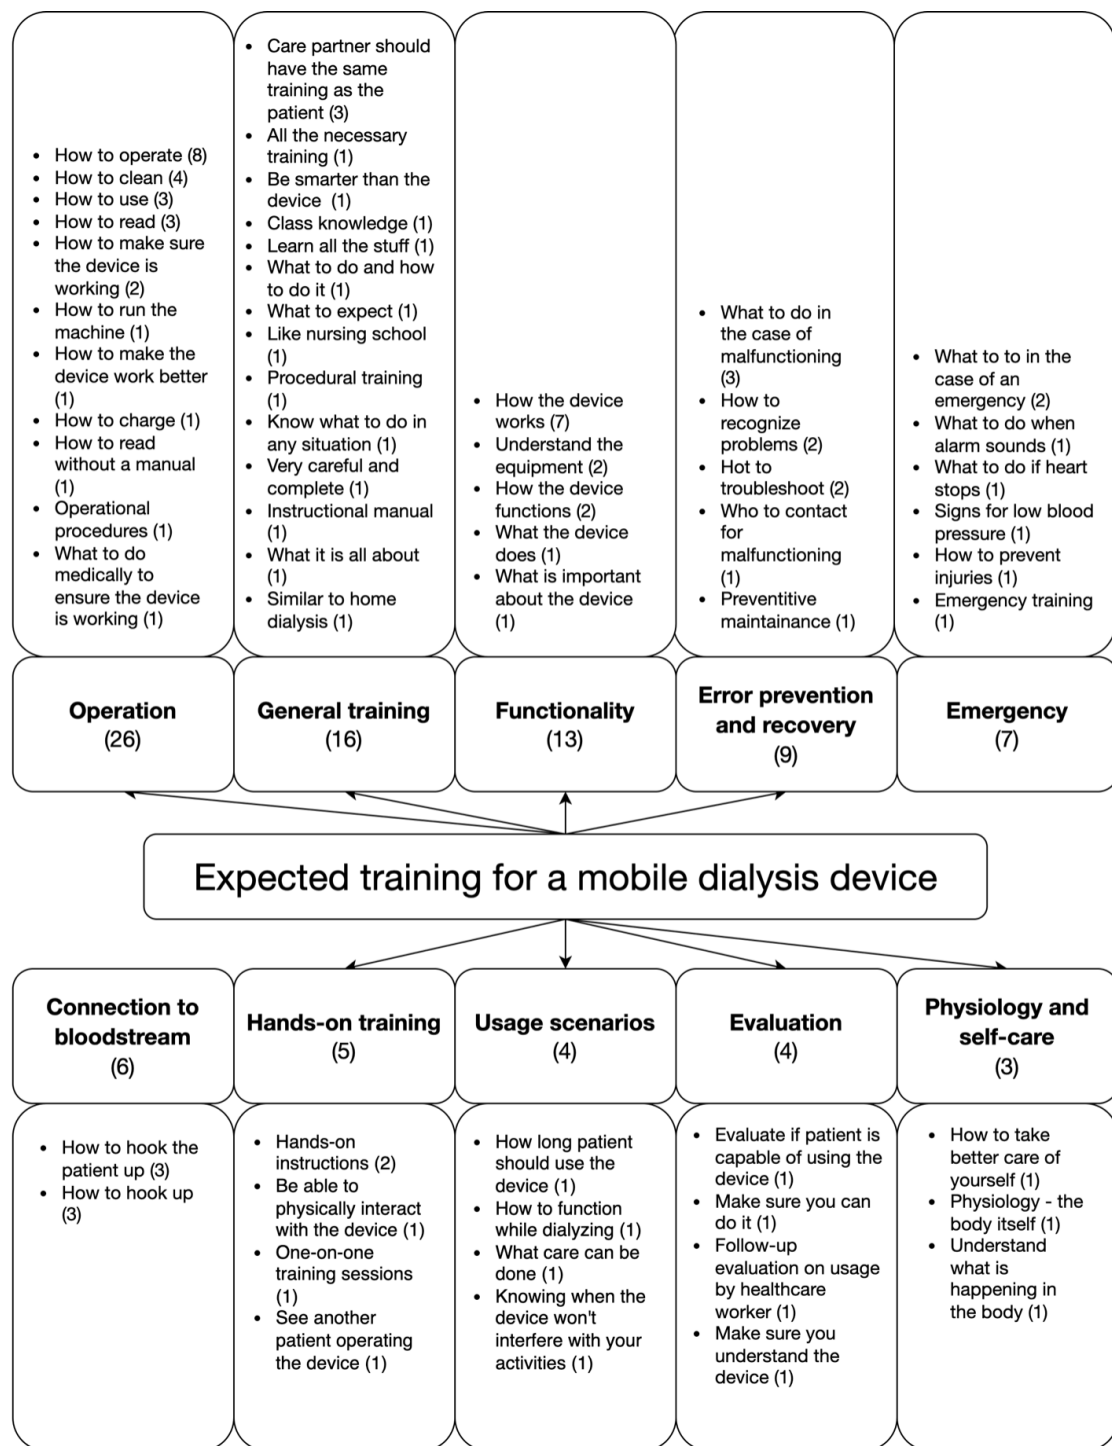 • How to operate (8)
• How to clean (4)
• How to use (3)
• How to read (3)
• How to make sure
the device is
working (2)
• How to run the
machine (1)
• How to make the
device work better
(1)
• How to charge (1)
• How to read
without a manual
(1)
• Operational
procedures (1)
• What to do
medically to
ensure the device
is working (1)
• Care partner should
have the same
training as the
patient (3)
• All the necessary
training (1)
• Be smarter than the
device (1)
• Class knowledge (1)
• Learn all the stuff (1)
• What to do and how
to do it (1)
• What to expect (1)
• Like nursing school
(1)
• Procedural training
(1)
• Know what to do in
any situation (1)
• Very careful and
complete (1)
• Instructional manual
(1)
• What it is all about
(1)
• Similar to home
dialysis (1)
• How the device
works (7)
• Understand the
equipment (2)
• How the device
functions (2)
• What the device
does (1)
• What is important
about the device
(1)
• What to do in
the case of
malfunctioning
(3)
• How to
recognize
problems (2)
• Hot to
troubleshoot (2)
• Who to contact
for
malfunctioning
(1)
• Preventitive
maintainance (1)
• What to to in the
case of an
emergency (2)
• What to do when
alarm sounds (1)
• What to do if heart
stops (1)
• Signs for low blood
pressure (1)
• How to prevent
injuries (1)
• Emergency training
(1)
Operation
(26)
General training
(16)
Functionality
(13)
Error prevention
and recovery
(9)
Emergency
(7)
Expected training for a mobile dialysis device
Connection to
bloodstream
(6)
Hands-on training
(5)
Usage scenarios
(4)
Evaluation
(4)
Physiology and
self-care
(3)
• How to hook the
patient up (3)
• How to hook up
(3)
• Hands-on
instructions (2)
• Be able to
physically interact
with the device (1)
• One-on-one
training sessions
(1)
• See another
patient operating
the device (1)
• How long patient
should use the
device (1)
• How to function
while dialyzing (1)
• What care can be
done (1)
• Knowing when the
device won't
interfere with your
activities (1)
• Evaluate if patient is
capable of using the
device (1)
• Make sure you can
do it (1)
• Follow-up
evaluation on usage
by healthcare
worker (1)
• Make sure you
understand the
device (1)
• How to take
better care of
yourself (1)
• Physiology - the
body itself (1)
• Understand
what is
happening in
the body (1)